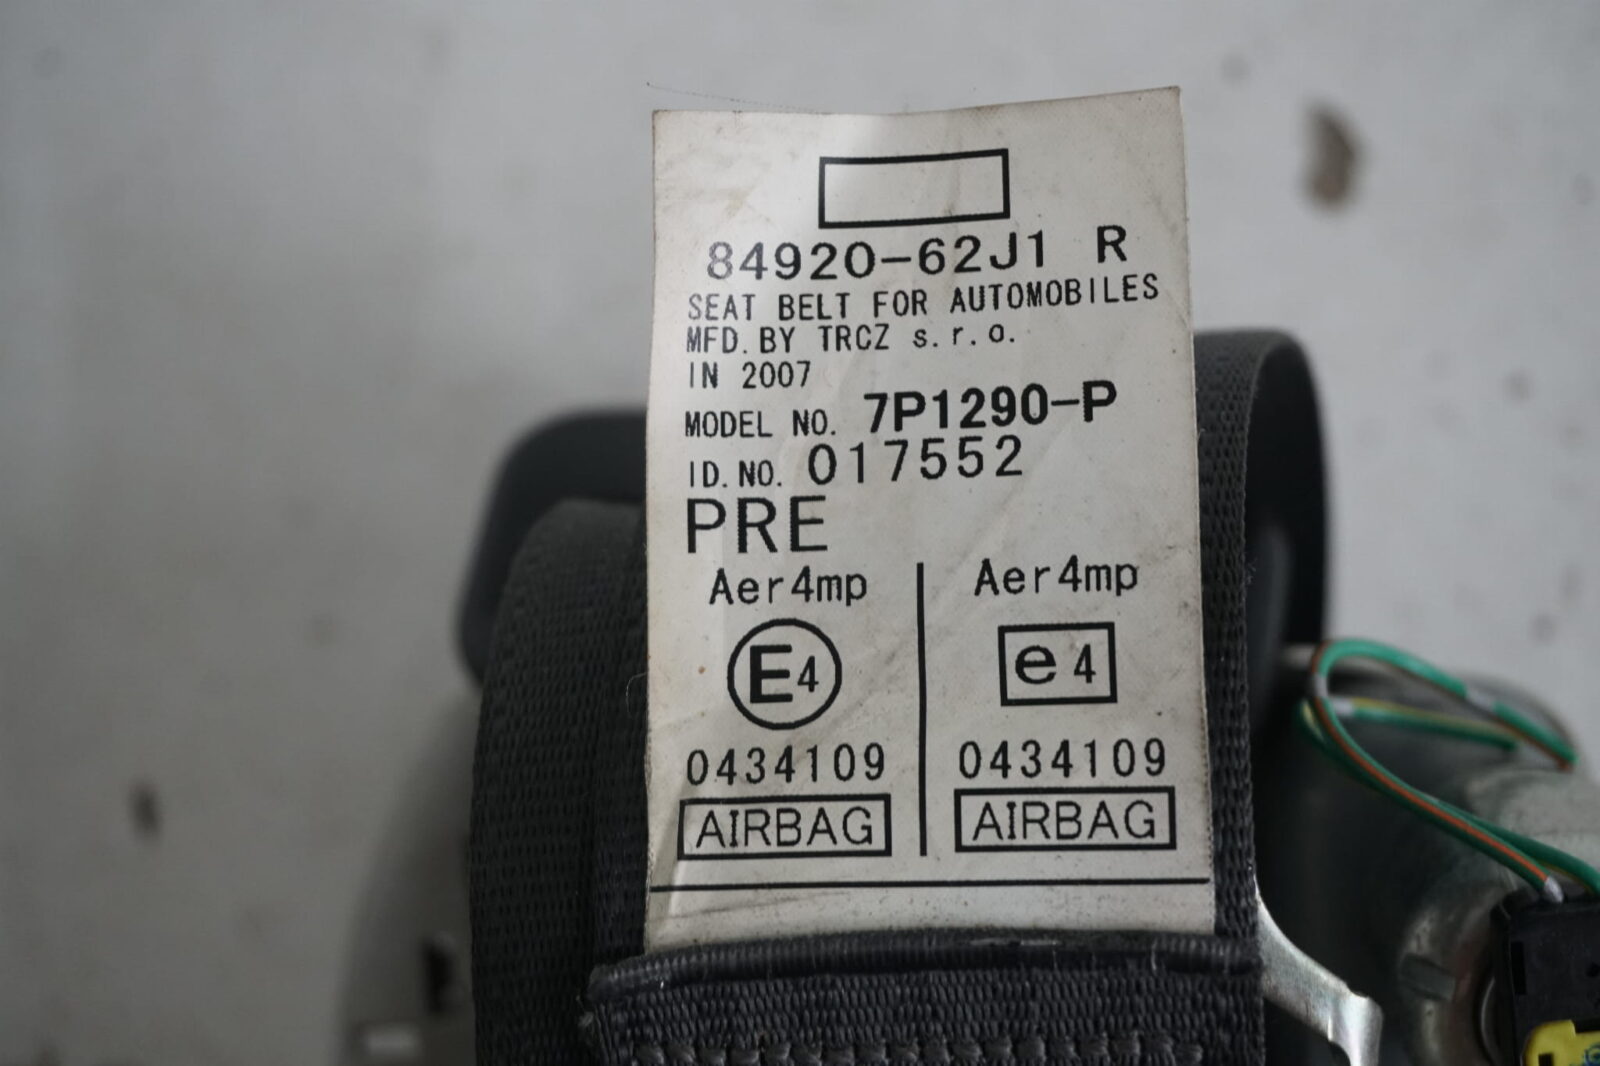 84920-62J1 R
SEAT BELT FOR AUTOMOBILES
MFD. BY TRCZ s.r.o.
IN 2007
MODEL NO. 7P1290-P
ID. NO. 017552
PRE
Aer4mp Aer4mp
E4 e4
0434109 0434109
AIRBAG AIRBAG